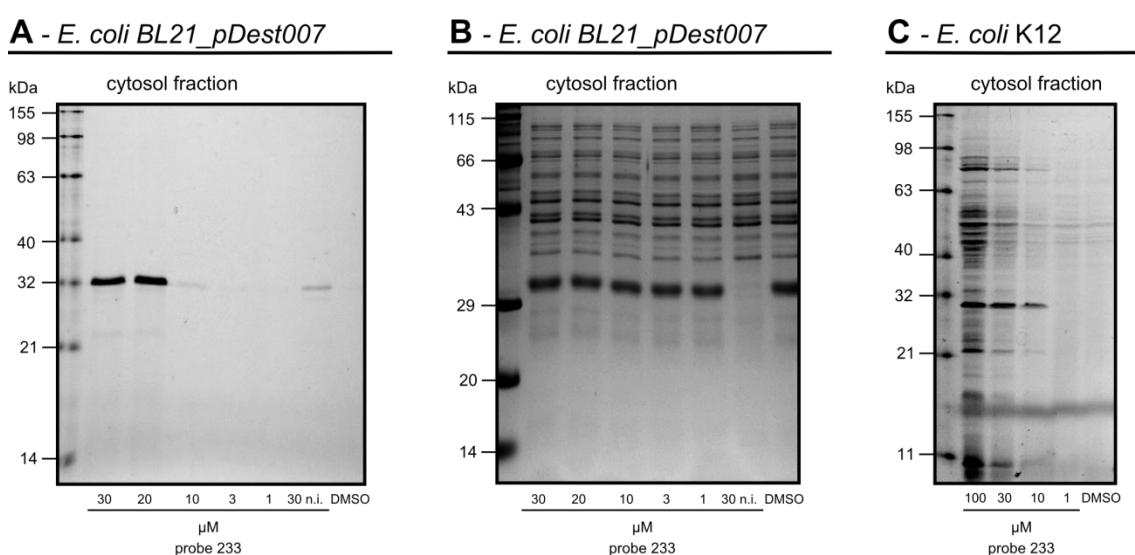 A - E. coli BL21_pDest007
cytosol fraction
kDa
155
98
63
40
32
21
14
30 20 10 3 1 30 n.i. DMSO
µM
probe 233
B - E. coli BL21_pDest007
cytosol fraction
kDa
115
66
43
29
20
14
30 20 10 3 1 30 n.i. DMSO
µM
probe 233
C - E. coli K12
cytosol fraction
kDa
155
98
63
40
32
21
11
100 30 10 1 DMSO
µM
probe 233